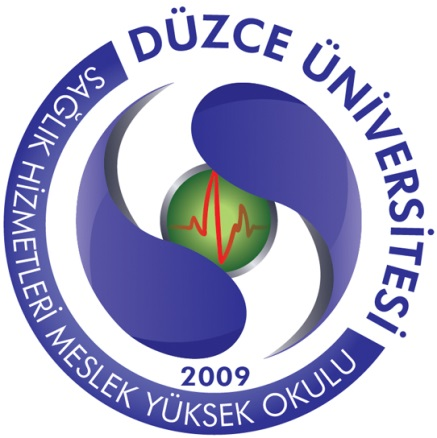 DÜZCE ÜNİVERSİTESİ
SAĞLIK HİZMETLERİ MESLEK YÜKSEK OKULU
2009